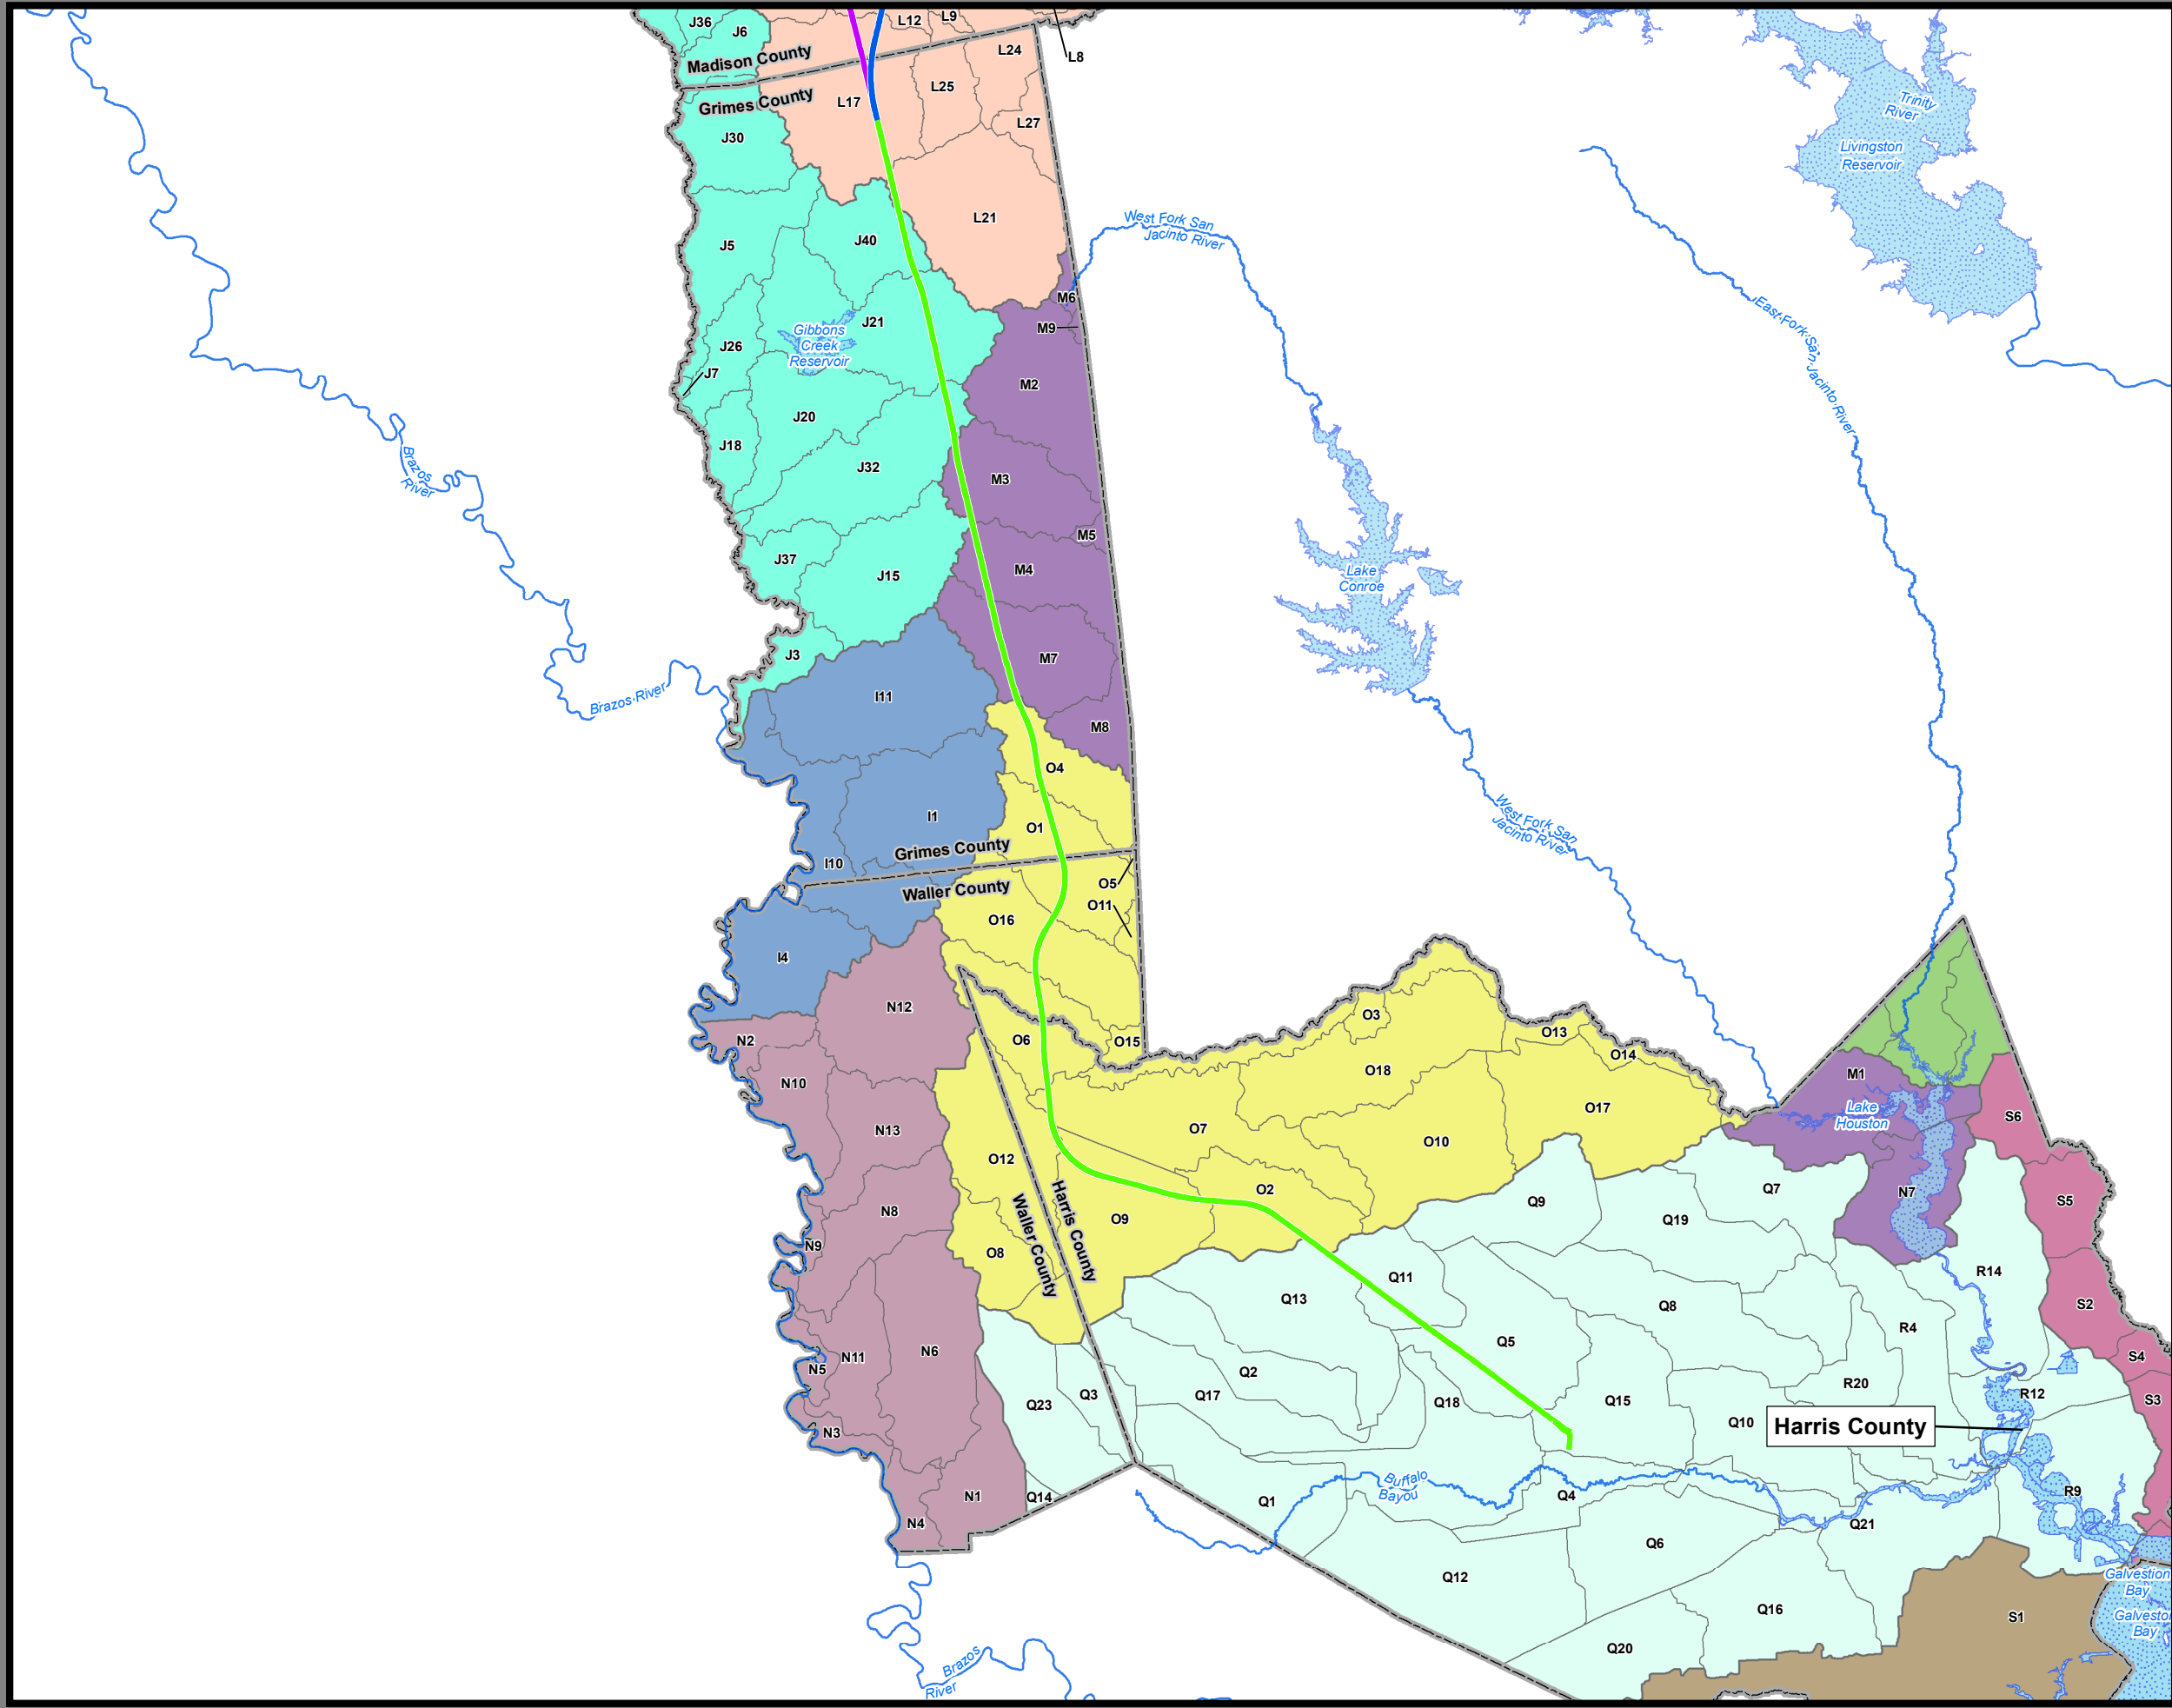 J36
J6
L12
L9
L24
L8
Madison County
Grimes County
L17
L25
L27
J30
L21
J5
J40
M6
M9
J21
Gibbons
Creek
Reservoir
J26
J7
M2
J20
J18
J32
M3
M5
M4
J37
J15
M7
J3
I11
M8
O4
I1
O1
I10
Grimes County
Waller County
O5
O11
O16
I4
N12
O6
O15
N2
N10
N13
O12
N8
N9
O8
Waller County
Harris County
O9
O7
O2
O3
O18
O13
O14
O17
O10
Trinity
River
Livingston
Reservoir
West Fork San
Jacinto River
East Fork San
Jacinto River
Lake
Conroe
West Fork San
Jacinto River
Brazos
River
Brazos River
M1
Lake
Houston
S6
N7
S5
Q7
Q9
Q19
R14
S2
Q11
Q13
Q8
Q5
R4
S4
Q2
Q17
Q18
Q15
R20
R12
S3
Q10
Harris County
N11
N5
N6
Q23
Q3
N3
N1
Q14
N4
Q1
Buffalo
Bayou
Q4
R9
Q21
Q6
Q12
Q16
Q20
S1
Galvestion
Bay
Galvesto
Bay
Brazos
River